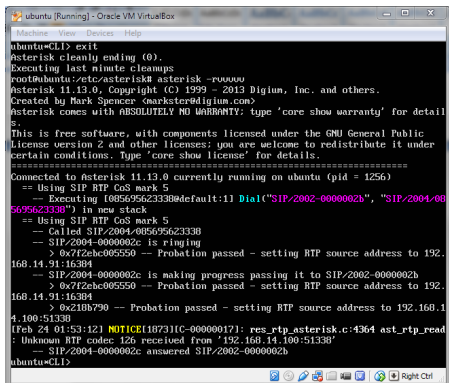 ubuntu [Running] - Oracle VM VirtualBox
Machine View Devices Help
ubuntu*CLI> exit
Asterisk cleanly ending (0).
Executing last minute cleanups
root@ubuntu:/etc/asterisk# asterisk -rvvvvv
Asterisk 11.13.0, Copyright (C) 1999 - 2013 Digium, Inc. and others.
Created by Mark Spencer <markster@digium.com>
Asterisk comes with ABSOLUTELY NO WARRANTY; type 'core show warranty' for detail
s.
This is free software, with components licensed under the GNU General Public
License version 2 and other licenses; you are welcome to redistribute it under
certain conditions. Type 'core show license' for details.
=========================================================================
Connected to Asterisk 11.13.0 currently running on ubuntu (pid = 1256)
== Using SIP RTP CoS mark 5
-- Executing [085695623338@default:1] Dial("SIP/2002-0000002b", "SIP/2004/08
5695623338") in new stack
== Using SIP RTP CoS mark 5
-- Called SIP/2004/085695623338
-- SIP/2004-0000002c is ringing
> 0x7f2ebc005550 -- Probation passed - setting RTP source address to 192.
168.14.91:16384
-- SIP/2004-0000002c is making progress passing it to SIP/2002-0000002b
> 0x7f2ebc005550 -- Probation passed - setting RTP source address to 192.
168.14.91:16384
> 0x218b790 -- Probation passed - setting RTP source address to 192.168.1
4.100:51338
[Feb 24 01:53:12] NOTICE[1873][C-00000017]: res_rtp_asterisk.c:4364 ast_rtp_read
: Unknown RTP codec 126 received from '192.168.14.100:51338'
-- SIP/2004-0000002c answered SIP/2002-0000002b
ubuntu*CLI>
Right Ctrl